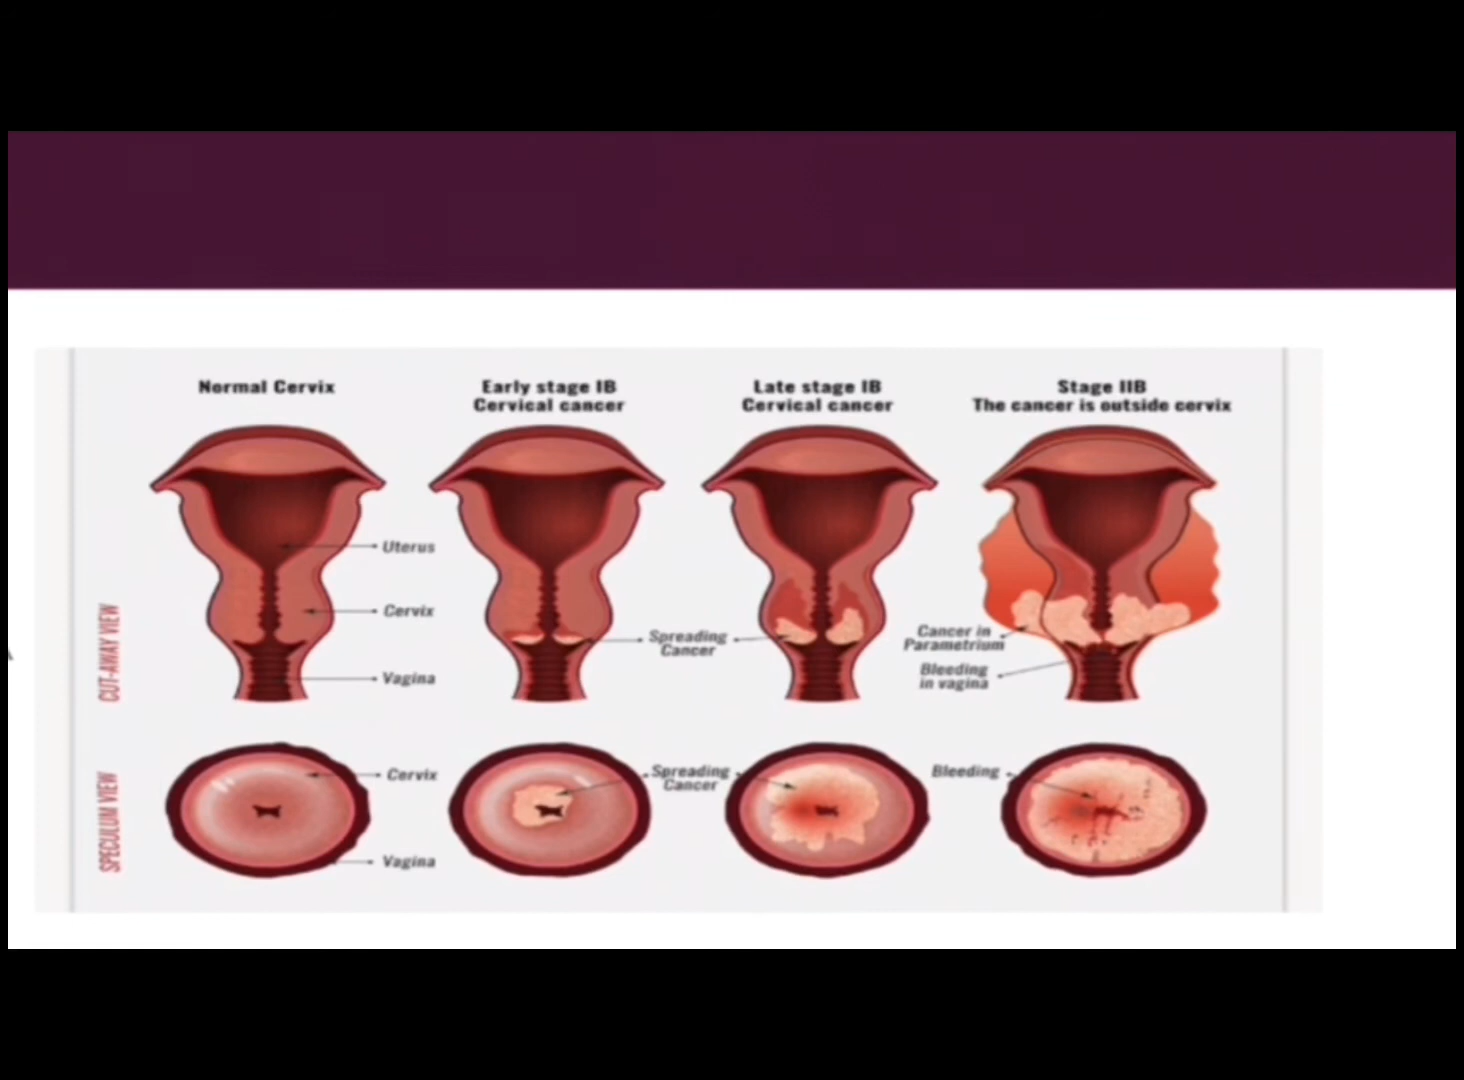 Normal Cervix
Early stage IB
Cervical cancer
Late stage IB
Cervical cancer
Stage IIB
The cancer is outside cervix
Uterus
Cervix
Vagina
Spreading
Cancer
Cancer in
Parametrium
Bleeding
in vagina
CUT-AWAY VIEW
Cervix
Vagina
Spreading
Cancer
Bleeding
SPECULUM VIEW